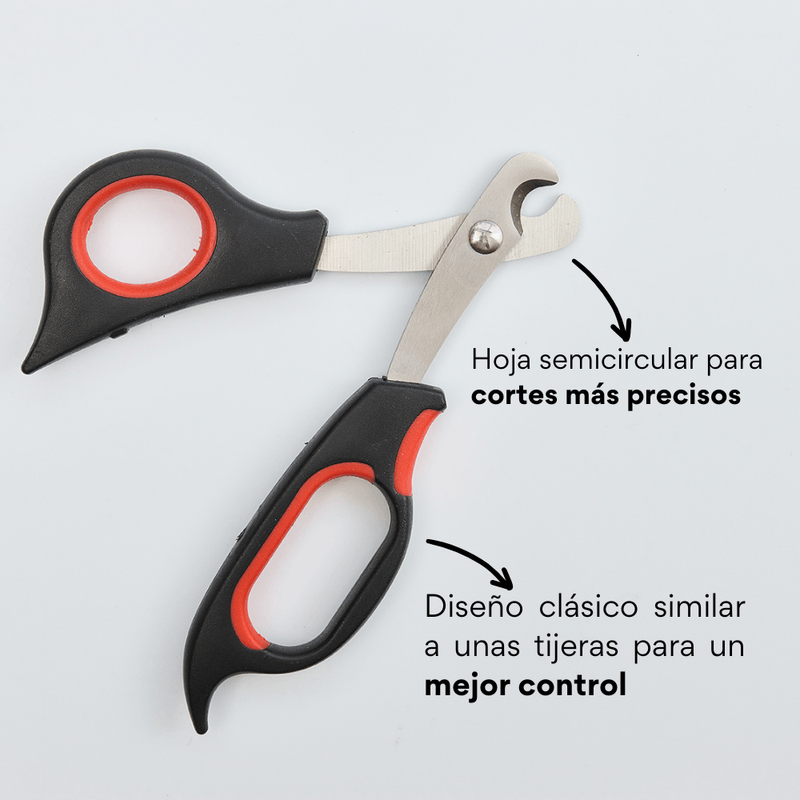 Hoja semicircular para
cortes más precisos
Diseño clásico similar
a unas tijeras para un
mejor control